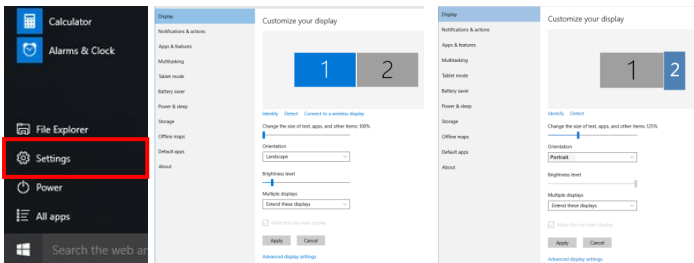 Calculator
Alarms & Clock
File Explorer
Settings
Power
All apps
Search the web an
Display
Notifications & actions
Apps & features
Multitasking
Tablet mode
Battery saver
Power & sleep
Storage
Offline maps
Default apps
About
Customize your display
1 2
Identify Detect Connect to a wireless display
Change the size of text, apps, and other items: 100%
Orientation
Landscape
Brightness level
Multiple displays
Extend these displays
Make this my main display
Apply Cancel
Advanced display settings
Display
Notifications & actions
Apps & features
Multitasking
Tablet mode
Battery saver
Power & sleep
Storage
Offline maps
Default apps
About
Customize your display
1 2
Identify Detect
Change the size of text, apps, and other items: 125%
Orientation
Portrait
Brightness level
Multiple displays
Extend these displays
Make this my main display
Apply Cancel
Advanced display settings